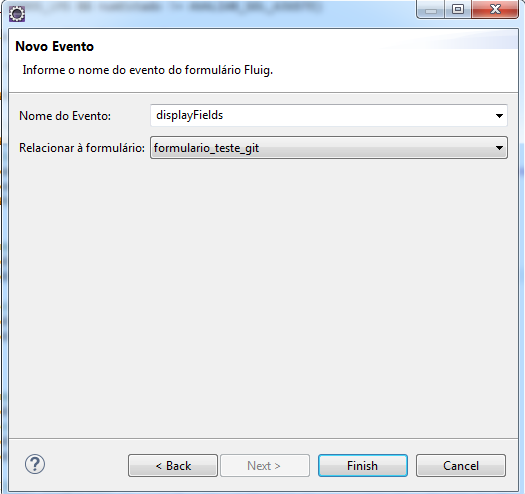 Novo Evento
Informe o nome do evento do formulário Fluig.
Nome do Evento: displayFields
Relacionar à formulário: formulario_teste_git
? < Back Next > Finish Cancel